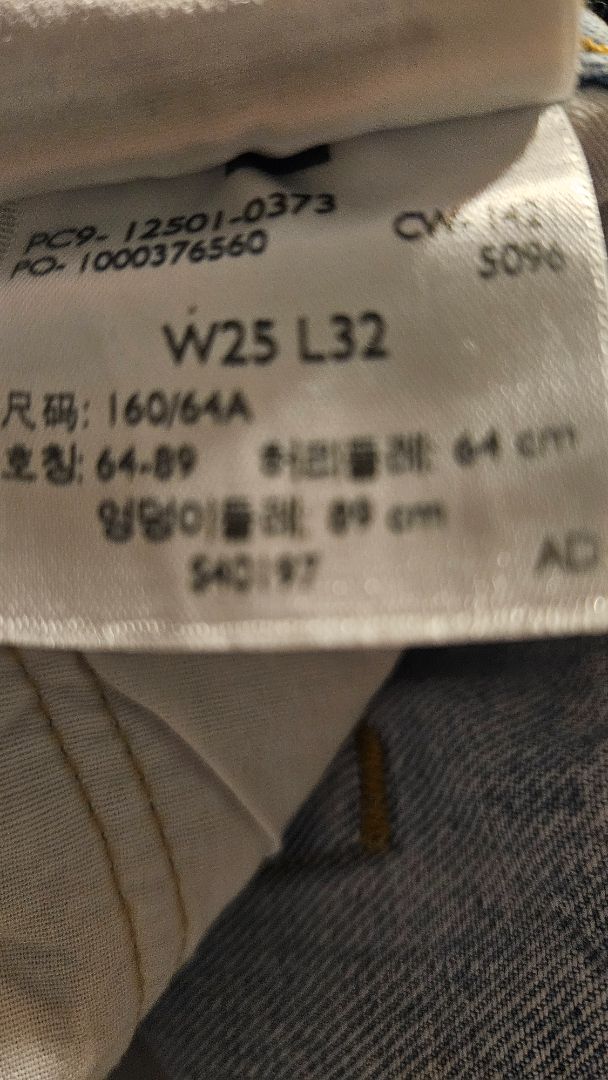 PC9- 12501-0373 CW- 142
PO- 1000376560 5096
W25 L32
尺码: 160/64A
호칭: 64-89 허리둘레: 64 cm
엉덩이둘레: 89 cm
S40197 AD